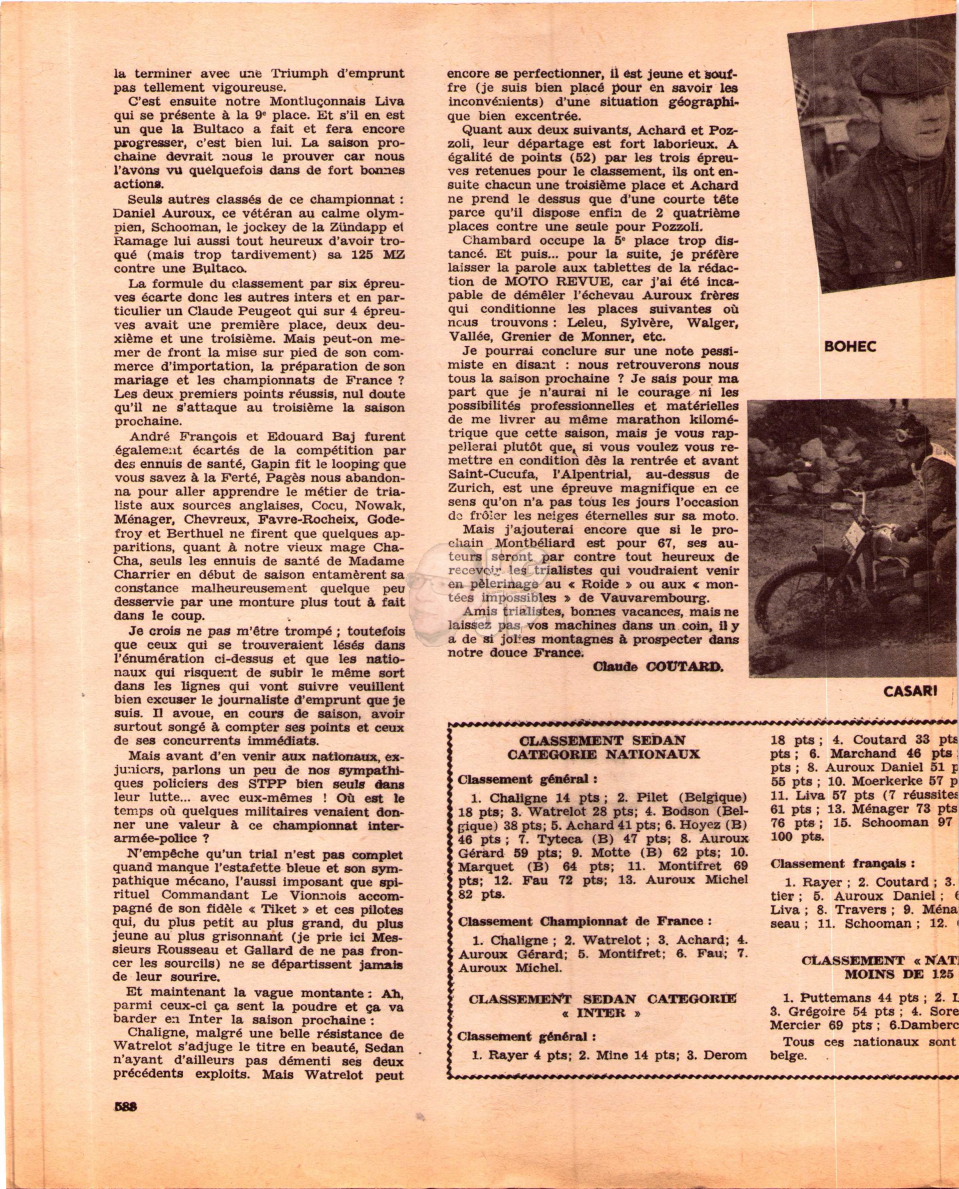 la terminer avec une Triumph d'emprunt
pas tellement vigoureuse.
C'est ensuite notre Montluçonnais Liva
qui se présente à la 9e place. Et s'il en est
un que la Bultaco a fait et fera encore
progresser, c'est bien lui. La saison pro-
chaine devrait nous le prouver car nous
l'avons vu quelquefois dans de fort bonnes
actions.
Seuls autres classés de ce championnat :
Daniel Auroux, ce vétéran au calme olym-
pien, Schooman, le jockey de la Zündapp et
Ramage lui aussi tout heureux d'avoir tro-
qué (mais trop tardivement) sa 125 MZ
contre une Bultaco.
La formule du classement par six épreu-
ves écarte donc les autres inters et en par-
ticulier un Claude Peugeot qui sur 4 épreu-
ves avait une première place, deux deu-
xième et une troisième. Mais peut-on me-
mer de front la mise sur pied de son com-
merce d'importation, la préparation de son
mariage et les championnats de France ?
Les deux premiers points réussis, nul doute
qu'il ne s'attaque au troisième la saison
prochaine.
André François et Edouard Baj furent
également écartés de la compétition par
des ennuis de santé, Gapin fit le looping que
vous savez à la Ferté, Pagès nous abandon-
na pour aller apprendre le métier de tria-
liste aux sources anglaises, Cocu, Nowak,
Ménager, Chevreux, Favre-Rocheix, Gode-
froy et Berthuel ne firent que quelques ap-
paritions, quant à notre vieux mage Cha-
Cha, seuls les ennuis de santé de Madame
Charrier en début de saison entamèrent sa
constance malheureusement quelque peu
desservie par une monture plus tout à fait
dans le coup.
Je crois ne pas m'être trompé ; toutefois
que ceux qui se trouveraient lésés dans
l'énumération ci-dessus et que les natio-
naux qui risquent de subir le même sort
dans les lignes qui vont suivre veuillent
bien excuser le journaliste d'emprunt que je
suis. Il avoue, en cours de saison, avoir
surtout songé à compter ses points et ceux
de ses concurrents immédiats.
Mais avant d'en venir aux nationaux, ex-
juniors, parlons un peu de nos sympathi-
ques policiers des STPP bien seuls dans
leur lutte... avec eux-mêmes ! Où est le
temps où quelques militaires venaient don-
ner une valeur à ce championnat inter-
armée-police ?
N'empêche qu'un trial n'est pas complet
quand manque l'estafette bleue et son sym-
pathique mécano, l'aussi imposant que spi-
rituel Commandant Le Vionnois accom-
pagné de son fidèle « Tiket » et ces pilotes
qui, du plus petit au plus grand, du plus
jeune au plus grisonnant (je prie ici Mes-
sieurs Rousseau et Gallard de ne pas fron-
cer les sourcils) ne se départissent jamais
de leur sourire.
Et maintenant la vague montante : Ah,
parmi ceux-ci ça sent la poudre et ça va
barder en Inter la saison prochaine :
Chaligne, malgré une belle résistance de
Watrelot s'adjuge le titre en beauté, Sedan
n'ayant d'ailleurs pas démenti ses deux
précédents exploits. Mais Watrelot peut
588
encore se perfectionner, il est jeune et souf-
fre (je suis bien placé pour en savoir les
inconvénients) d'une situation géographi-
que bien excentrée.
Quant aux deux suivants, Achard et Poz-
zoli, leur départage est fort laborieux. A
égalité de points (52) par les trois épreu-
ves retenues pour le classement, ils ont en-
suite chacun une troisième place et Achard
ne prend le dessus que d'une courte tête
parce qu'il dispose enfin de 2 quatrième
places contre une seule pour Pozzoli.
Chambard occupe la 5e place trop dis-
tancé. Et puis... pour la suite, je préfère
laisser la parole aux tablettes de la rédac-
tion de MOTO REVUE, car j'ai été inca-
pable de démêler l'échevau Auroux frères
qui conditionne les places suivantes où
nous trouvons : Leleu, Sylvère, Walger,
Vallée, Grenier de Monner, etc.
Je pourrai conclure sur une note pessi-
miste en disant : nous retrouverons nous
tous la saison prochaine ? Je sais pour ma
part que je n'aurai ni le courage ni les
possibilités professionnelles et matérielles
de me livrer au même marathon kilomé-
trique que cette saison, mais je vous rap-
pellerai plutôt que, si vous voulez vous re-
mettre en condition dès la rentrée et avant
Saint-Cucufa, l'Alpentrial, au-dessus de
Zurich, est une épreuve magnifique en ce
sens qu'on n'a pas tous les jours l'occasion
de frôler les neiges éternelles sur sa moto.
Mais j'ajouterai encore que si le pro-
chain Montbéliard est pour 67, ses au-
teurs seront par contre tout heureux de
recevoir les trialistes qui voudraient venir
en pèlerinage au « Roide » ou aux « mon-
tées impossibles » de Vauvarembourg.
Amis trialistes, bonnes vacances, mais ne
laissez pas vos machines dans un coin, il y
a de si jolies montagnes à prospecter dans
notre douce France.
Claude COUTARD.
BOHEC
CASARI
CLASSEMENT SEDAN
CATEGORIE NATIONAUX
Classement général :
1. Chaligne 14 pts ; 2. Pilet (Belgique)
18 pts; 3. Watrelot 28 pts; 4. Bodson (Bel-
gique) 38 pts; 5. Achard 41 pts; 6. Hoyez (B)
46 pts ; 7. Tyteca (B) 47 pts; 8. Auroux
Gérard 59 pts; 9. Motte (B) 62 pts; 10.
Marquet (B) 64 pts; 11. Montifret 69
pts; 12. Fau 72 pts; 13. Auroux Michel
82 pts.
Classement Championnat de France :
1. Chaligne ; 2. Watrelot ; 3. Achard; 4.
Auroux Gérard; 5. Montifret; 6. Fau; 7.
Auroux Michel.
CLASSEMENT SEDAN CATEGORIE
« INTER »
Classement général :
1. Rayer 4 pts; 2. Mine 14 pts; 3. Derom
18 pts ; 4. Coutard 33 pts
pts ; 6. Marchand 46 pts
pts ; 8. Auroux Daniel 51 p
55 pts ; 10. Moerkerke 57 p
11. Liva 57 pts (7 réussites
61 pts ; 13. Ménager 73 pts
76 pts ; 15. Schooman 97
100 pts.
Classement français :
1. Rayer ; 2. Coutard ; 3.
tier ; 5. Auroux Daniel ; 6
Liva ; 8. Travers ; 9. Ména
seau ; 11. Schooman ; 12.
CLASSEMENT « NATI
MOINS DE 125
1. Puttemans 44 pts ; 2. L
3. Grégoire 54 pts ; 4. Sore
Mercier 69 pts ; 6.Damberc
Tous ces nationaux sont
belge.